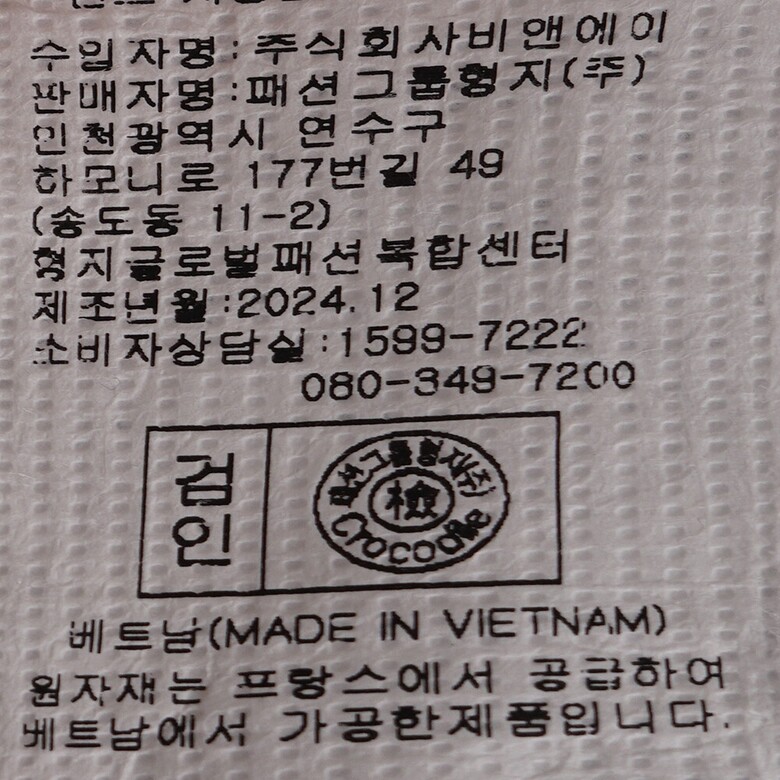 수입자명:주식회사비앤에이
판매자명:패션그룹형지(주)
인천광역시 연수구
하모니로 177번길 49
(송도동 11-2)
형지글로벌패션복합센터
제조년월:2024.12
소비자상담실:1599-7222
080-349-7200
검인
패션그룹형지(주)
檢
Crocodile
베트남(MADE IN VIETNAM)
원자재는 프랑스에서 공급하여
베트남에서 가공한제품입니다.